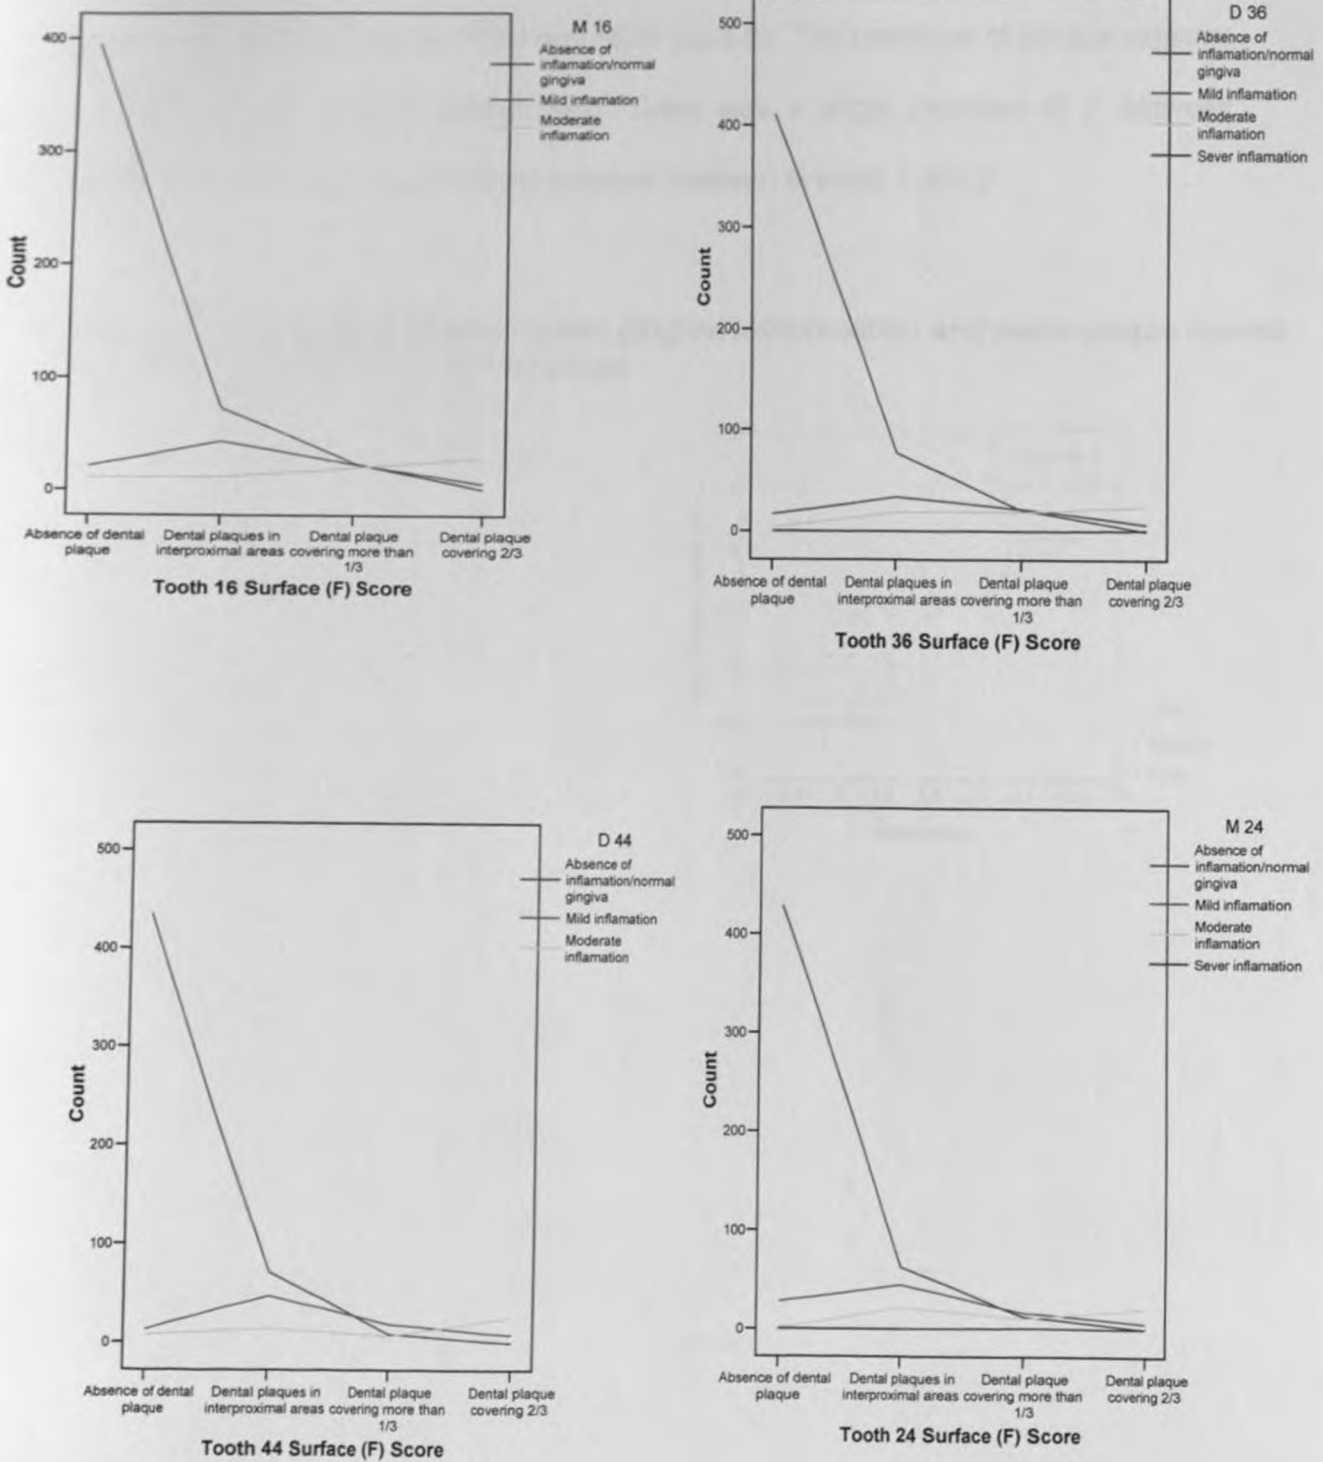 M 16
Absence of
inflamation/normal
gingiva
Mild inflamation
Moderate
inflamation
Count
400
300
200
100
0
Absence of dental
plaque
Dental plaques in
interproximal areas
Dental plaque
covering more than
1/3
Dental plaque
covering 2/3
Tooth 16 Surface (F) Score
D 36
Absence of
inflamation/normal
gingiva
Mild inflamation
Moderate
inflamation
Sever inflamation
Count
500
400
300
200
100
0
Absence of dental
plaque
Dental plaques in
interproximal areas
Dental plaque
covering more than
1/3
Dental plaque
covering 2/3
Tooth 36 Surface (F) Score
D 44
Absence of
inflamation/normal
gingiva
Mild inflamation
Moderate
inflamation
Count
500
400
300
200
100
0
Absence of dental
plaque
Dental plaques in
interproximal areas
Dental plaque
covering more than
1/3
Dental plaque
covering 2/3
Tooth 44 Surface (F) Score
M 24
Absence of
inflamation/normal
gingiva
Mild inflamation
Moderate
inflamation
Sever inflamation
Count
500
400
300
200
100
0
Absence of dental
plaque
Dental plaques in
interproximal areas
Dental plaque
covering more than
1/3
Dental plaque
covering 2/3
Tooth 24 Surface (F) Score